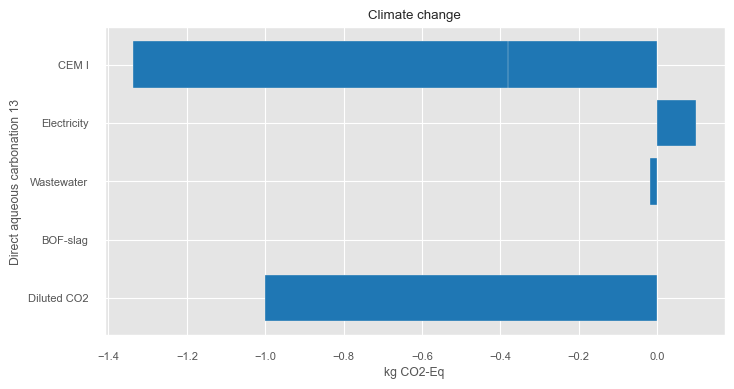 Climate change
Direct aqueous carbonation 13
CEM I
Electricity
Wastewater
BOF-slag
Diluted CO2
−1.4 −1.2 −1.0 −0.8 −0.6 −0.4 −0.2 0.0
kg CO2-Eq